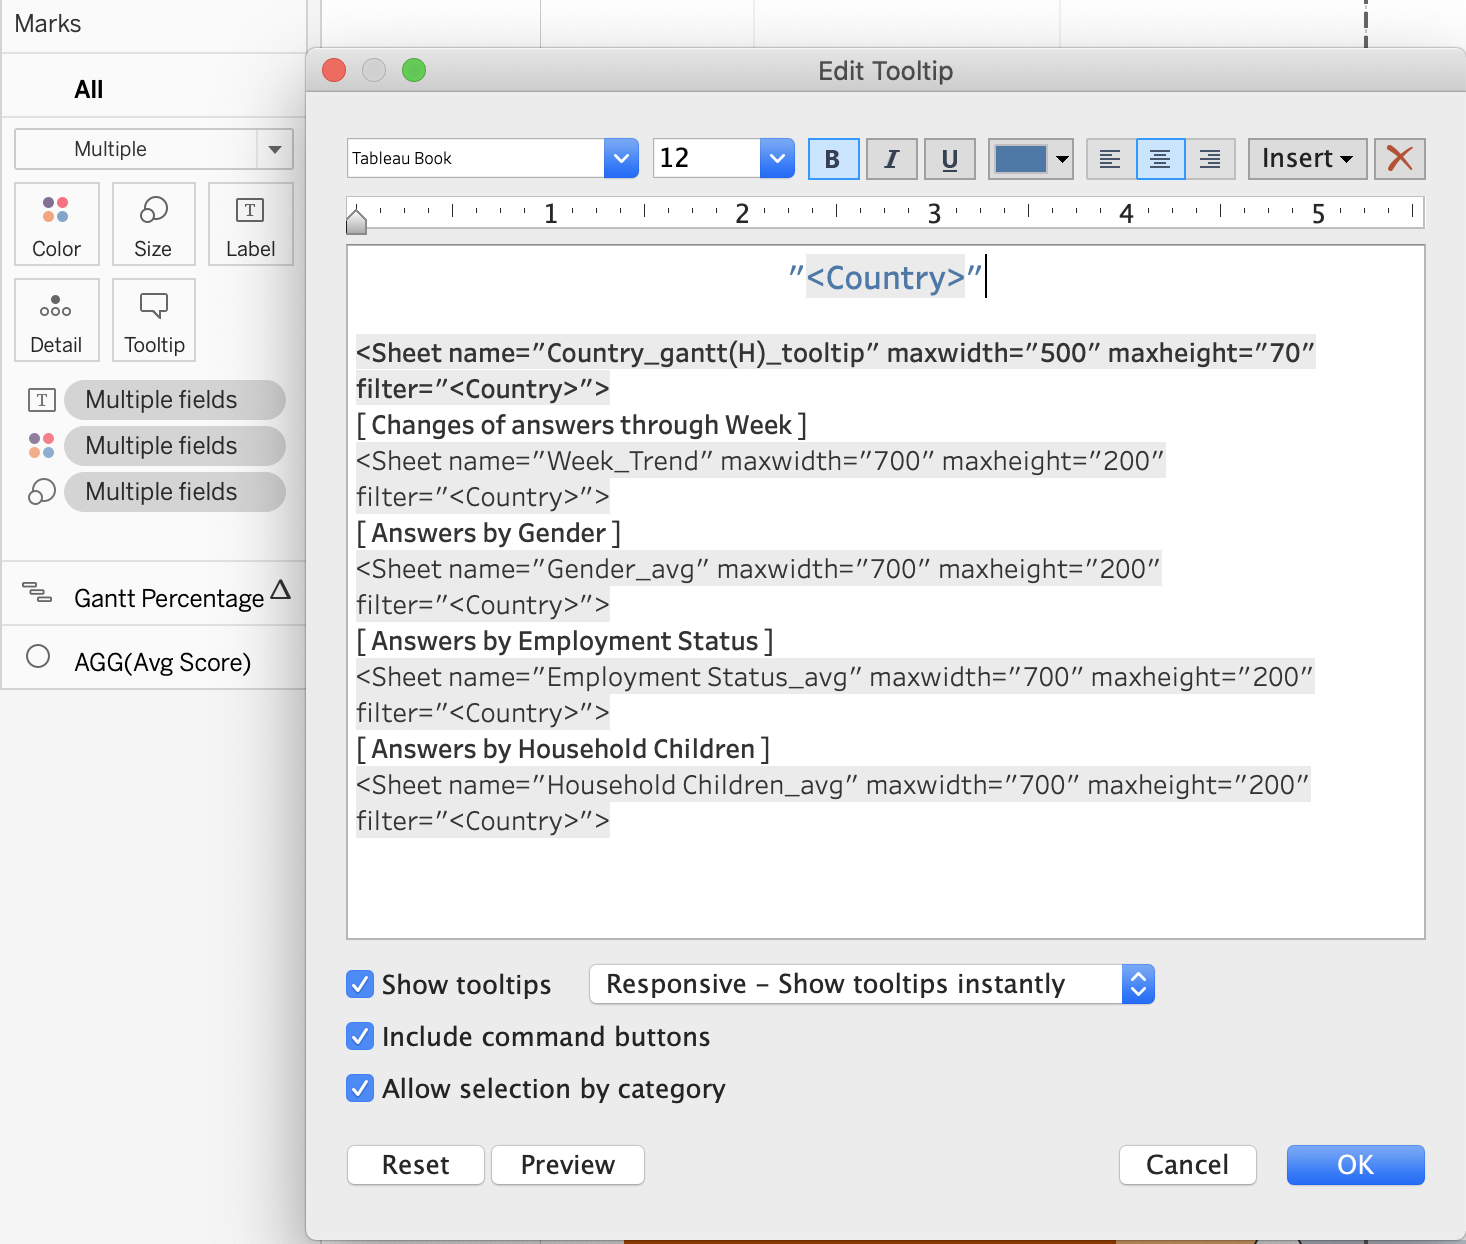 Marks
All
Multiple
Color
Size
T
Label
Detail
Tooltip
T Multiple fields
Multiple fields
Multiple fields
Gantt Percentage Δ
AGG(Avg Score)
Edit Tooltip
Tableau Book
12
B I U
Insert
1 2 3 4 5
"<Country>"
<Sheet name="Country_gantt(H)_tooltip" maxwidth="500" maxheight="70"
filter="<Country>">
[ Changes of answers through Week ]
<Sheet name="Week_Trend" maxwidth="700" maxheight="200"
filter="<Country>">
[ Answers by Gender ]
<Sheet name="Gender_avg" maxwidth="700" maxheight="200"
filter="<Country>">
[ Answers by Employment Status ]
<Sheet name="Employment Status_avg" maxwidth="700" maxheight="200"
filter="<Country>">
[ Answers by Household Children ]
<Sheet name="Household Children_avg" maxwidth="700" maxheight="200"
filter="<Country>">
Show tooltips
Responsive – Show tooltips instantly
Include command buttons
Allow selection by category
Reset
Preview
Cancel
OK